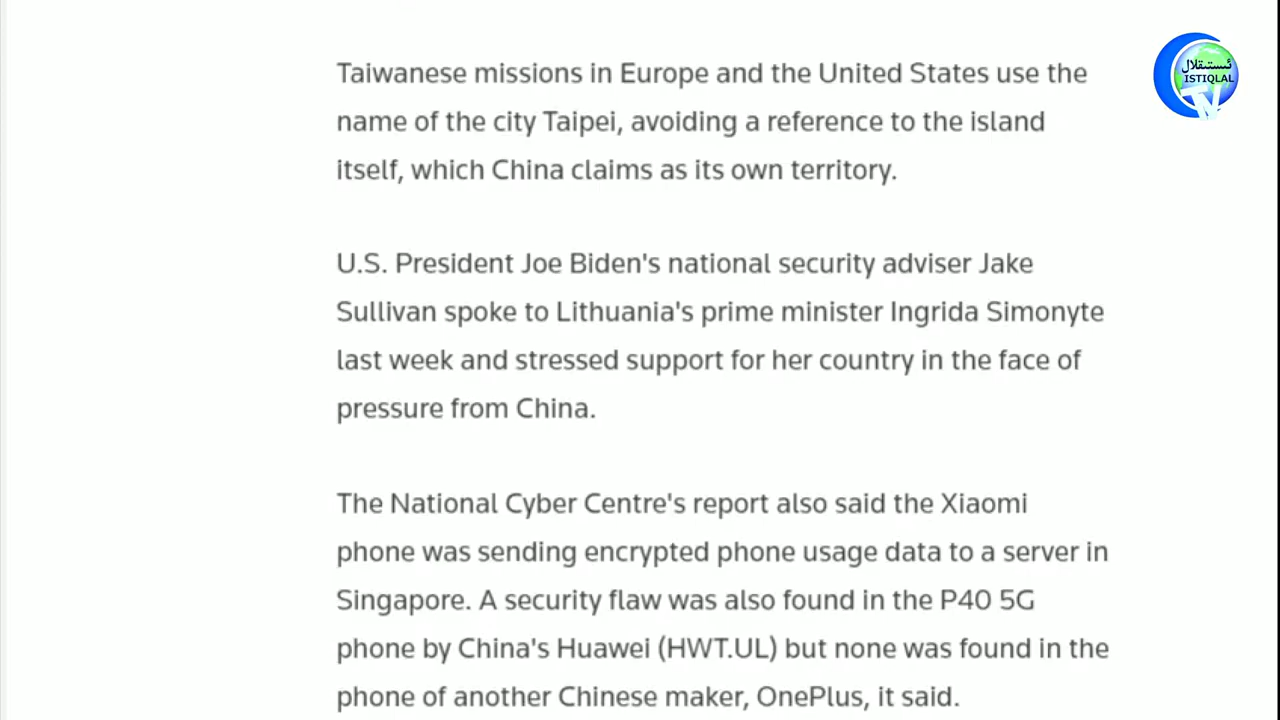 Taiwanese missions in Europe and the United States use the
name of the city Taipei, avoiding a reference to the island
itself, which China claims as its own territory.
U.S. President Joe Biden's national security adviser Jake
Sullivan spoke to Lithuania's prime minister Ingrida Simonyte
last week and stressed support for her country in the face of
pressure from China.
The National Cyber Centre's report also said the Xiaomi
phone was sending encrypted phone usage data to a server in
Singapore. A security flaw was also found in the P40 5G
phone by China's Huawei (HWT.UL) but none was found in the
phone of another Chinese maker, OnePlus, it said.
ئىستىقلال
ISTIQLAL
TV